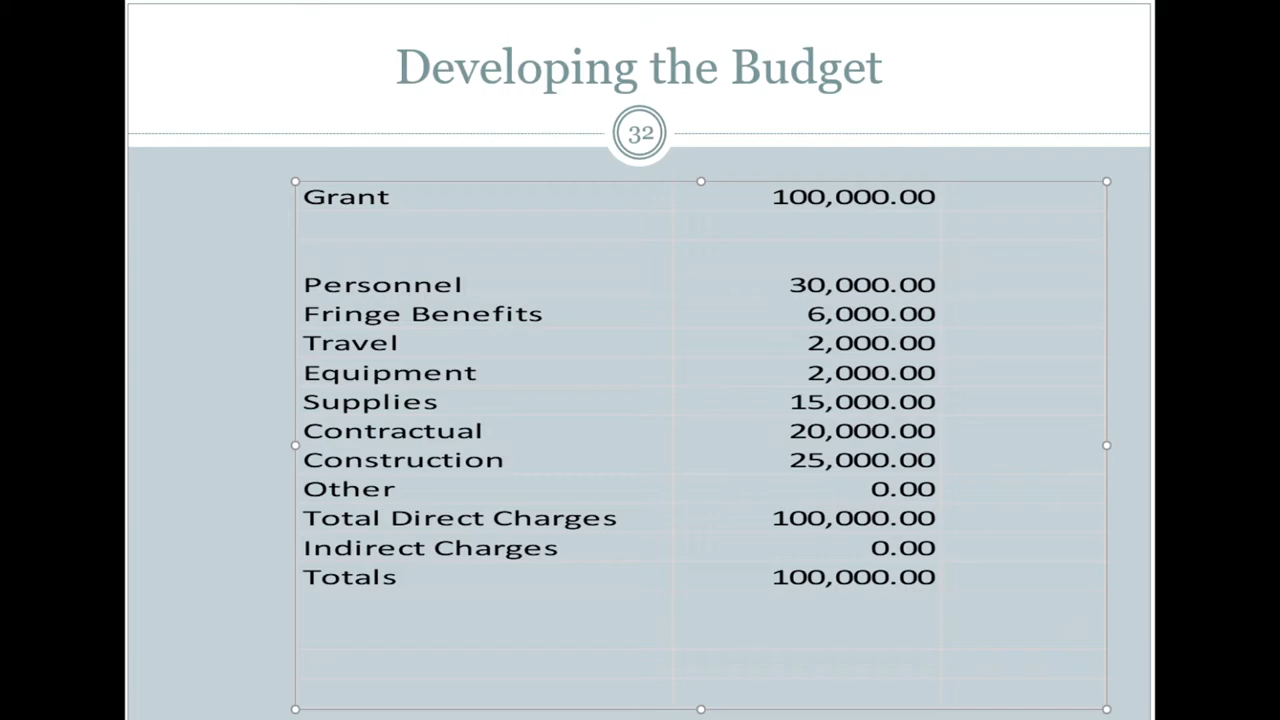 Developing the Budget
32
Grant 100,000.00
Personnel 30,000.00
Fringe Benefits 6,000.00
Travel 2,000.00
Equipment 2,000.00
Supplies 15,000.00
Contractual 20,000.00
Construction 25,000.00
Other 0.00
Total Direct Charges 100,000.00
Indirect Charges 0.00
Totals 100,000.00